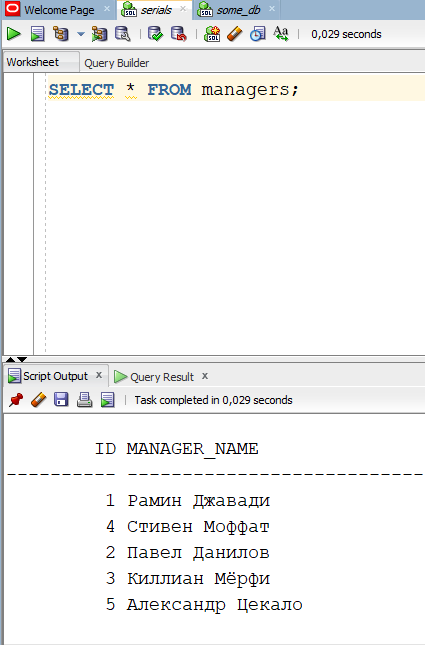 Welcome Page serials some_db
0,029 seconds
Worksheet Query Builder
SELECT * FROM managers;
Script Output x Query Result x
Task completed in 0,029 seconds
ID MANAGER_NAME
---------- ---------------------------
1 Рамин Джавади
4 Стивен Моффат
2 Павел Данилов
3 Киллиан Мёрфи
5 Александр Цекало